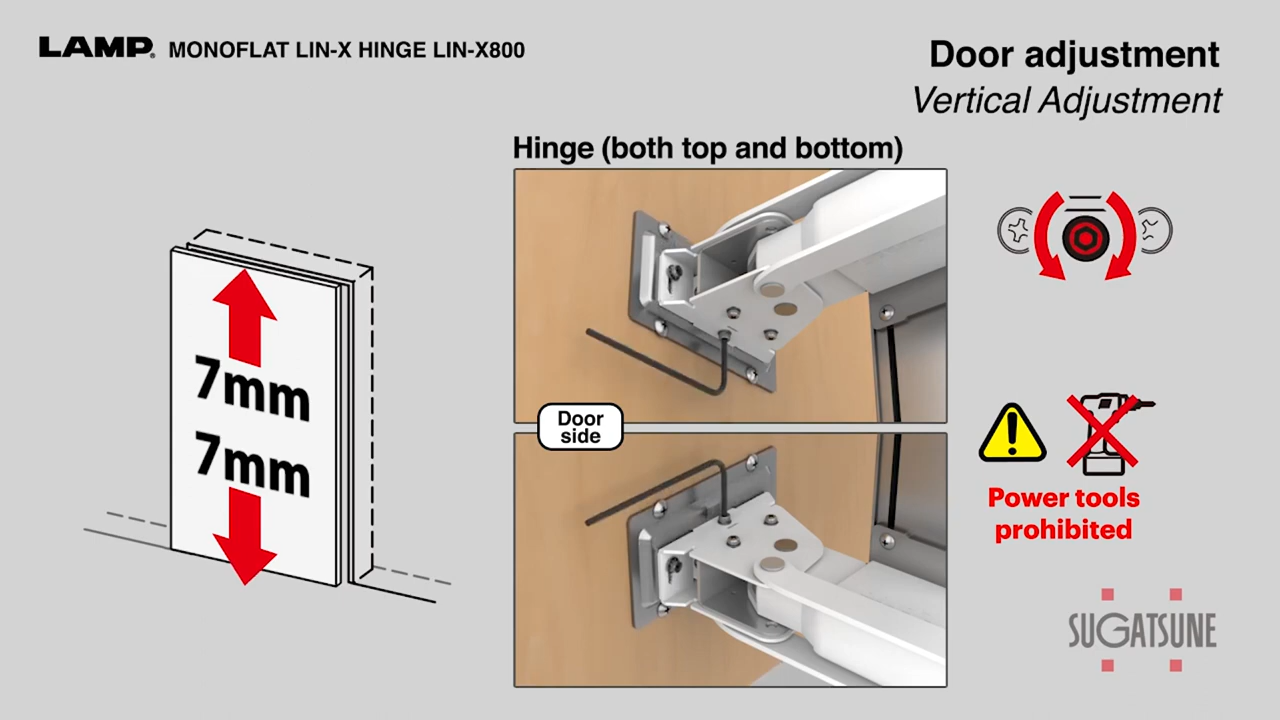 LAMP® MONOFLAT LIN-X HINGE LIN-X800
Door adjustment
Vertical Adjustment
Hinge (both top and bottom)
7mm
7mm
Door
side
Power tools
prohibited
SUGATSUNE